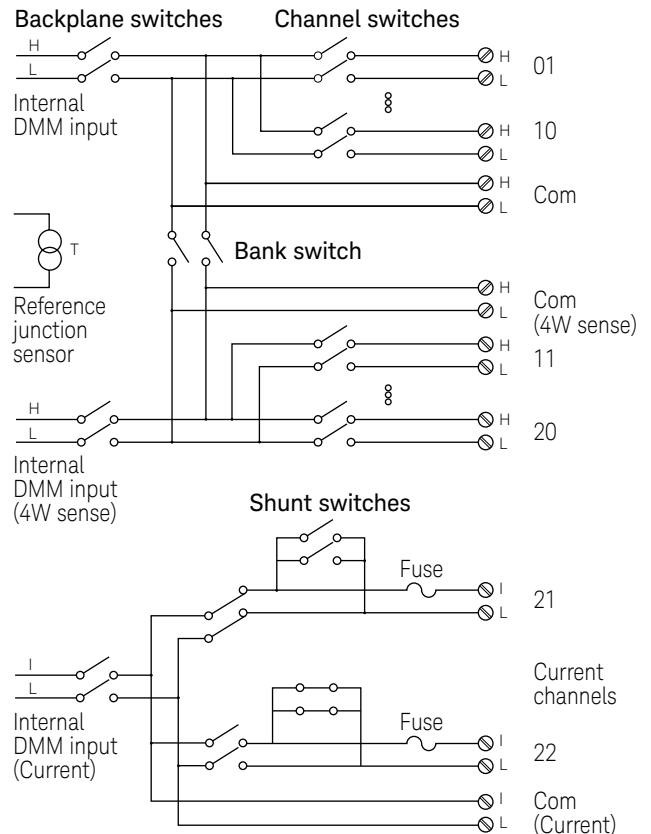 Backplane switches
Channel switches
H
L
Internal
DMM input
H
L
01
H
L
10
H
L
Com
T
Reference
junction
sensor
Bank switch
H
L
Com
(4W sense)
H
L
11
H
L
Internal
DMM input
(4W sense)
H
L
20
Shunt switches
Fuse
I
L
21
I
L
Internal
DMM input
(Current)
Current
channels
Fuse
I
L
22
I
L
Com
(Current)